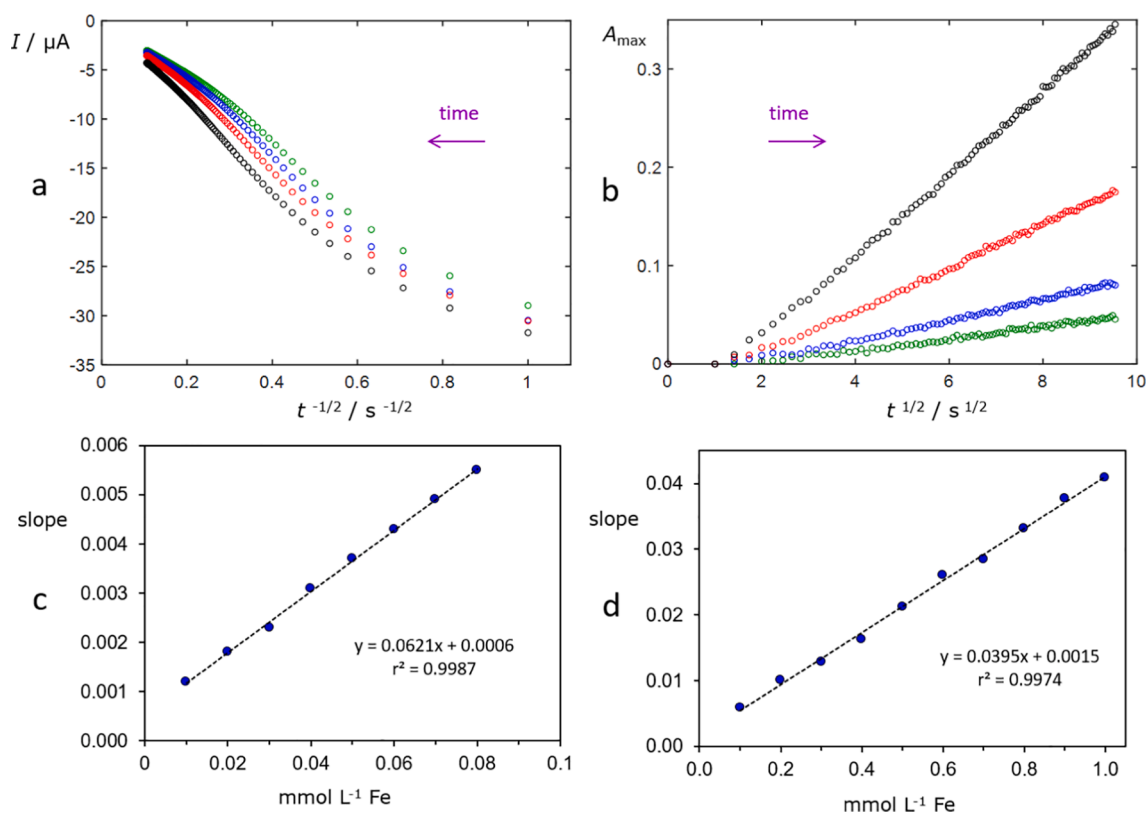 I / µA
0
-5
-10
-15
-20
-25
-30
-35
a
time
0
0.2
0.4
0.6
0.8
1
t -1/2 / s -1/2
Amax
0.3
0.2
0.1
0
b
time
0
2
4
6
8
10
t 1/2 / s 1/2
slope
0.006
0.005
0.004
0.003
0.002
0.001
0.000
c
y = 0.0621x + 0.0006
r² = 0.9987
0
0.02
0.04
0.06
0.08
0.1
mmol L-1 Fe
slope
0.04
0.03
0.02
0.01
0.00
d
y = 0.0395x + 0.0015
r² = 0.9974
0.0
0.2
0.4
0.6
0.8
1.0
mmol L-1 Fe